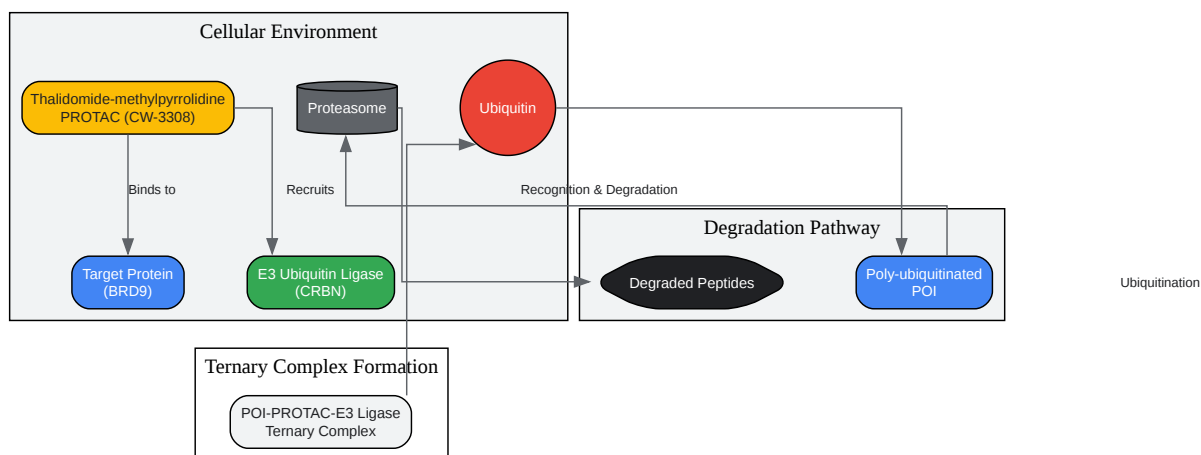 Cellular Environment
Thalidomide-methylpyrrolidine
PROTAC (CW-3308)
Proteasome
Ubiquitin
Binds to
Recruits
Recognition & Degradation
Degradation Pathway
Target Protein
(BRD9)
E3 Ubiquitin Ligase
(CRBN)
Degraded Peptides
Poly-ubiquitinated
POI
Ubiquitination
Ternary Complex Formation
POI-PROTAC-E3 Ligase
Ternary Complex